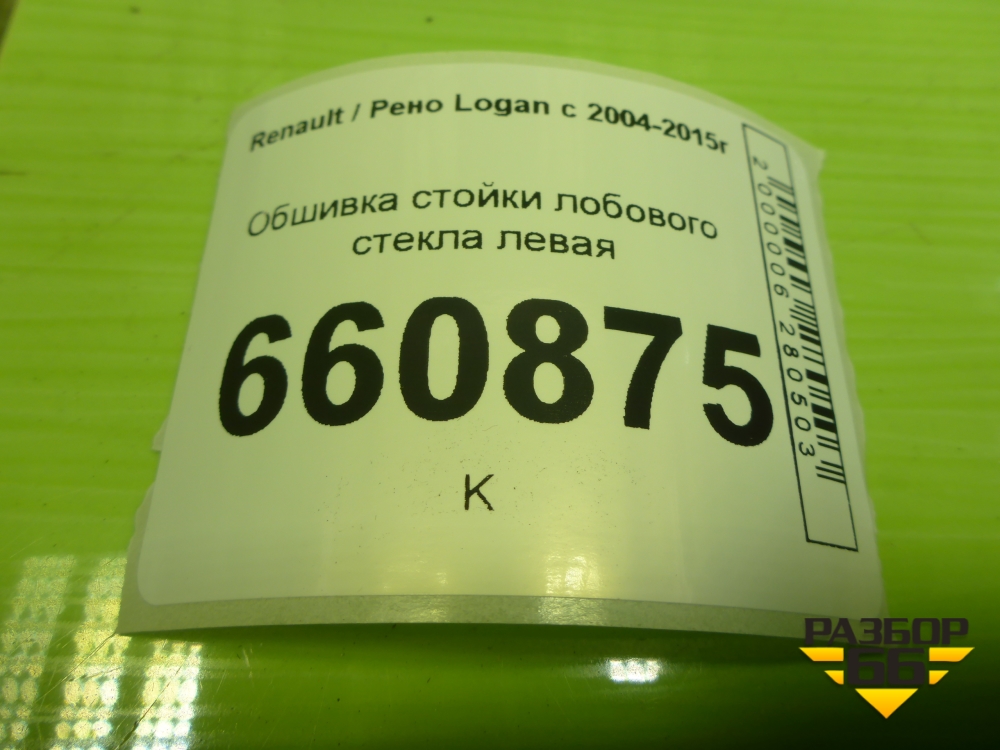 Renault / Рено Logan с 2004-2015г
Обшивка стойки лобового
стекла левая
660875
К
2000006280503
РАЗБОР
66